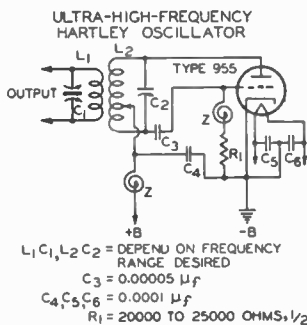 ULTRA-HIGH-FREQUENCY
HARTLEY OSCILLATOR
L1
L2
TYPE 955
OUTPUT
C1
C2
C3
Z
R1
C4
C5
C6
Z
+B
-B
L1C1, L2C2 = DEPEND ON FREQUENCY
RANGE DESIRED
C3 = 0.00005 μf
C4, C5, C6 = 0.0001 μf
R1 = 20000 TO 25000 OHMS, 1/2